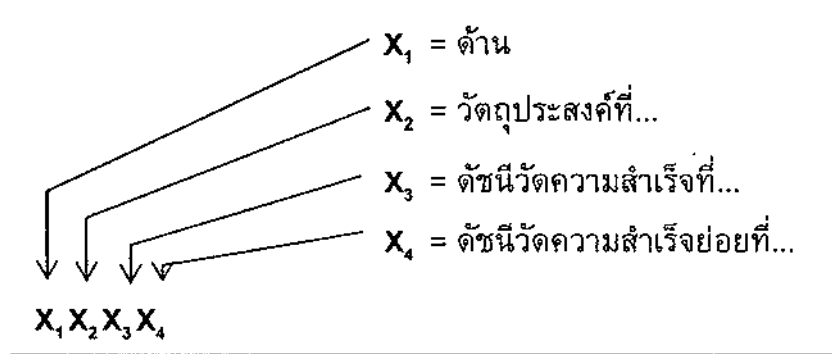 X₁ = ด้าน
X₂ = วัตถุประสงค์ที่...
X₃ = ดัชนีวัดความสำเร็จที่...
X₄ = ดัชนีวัดความสำเร็จย่อยที่...
X₁X₂X₃X₄